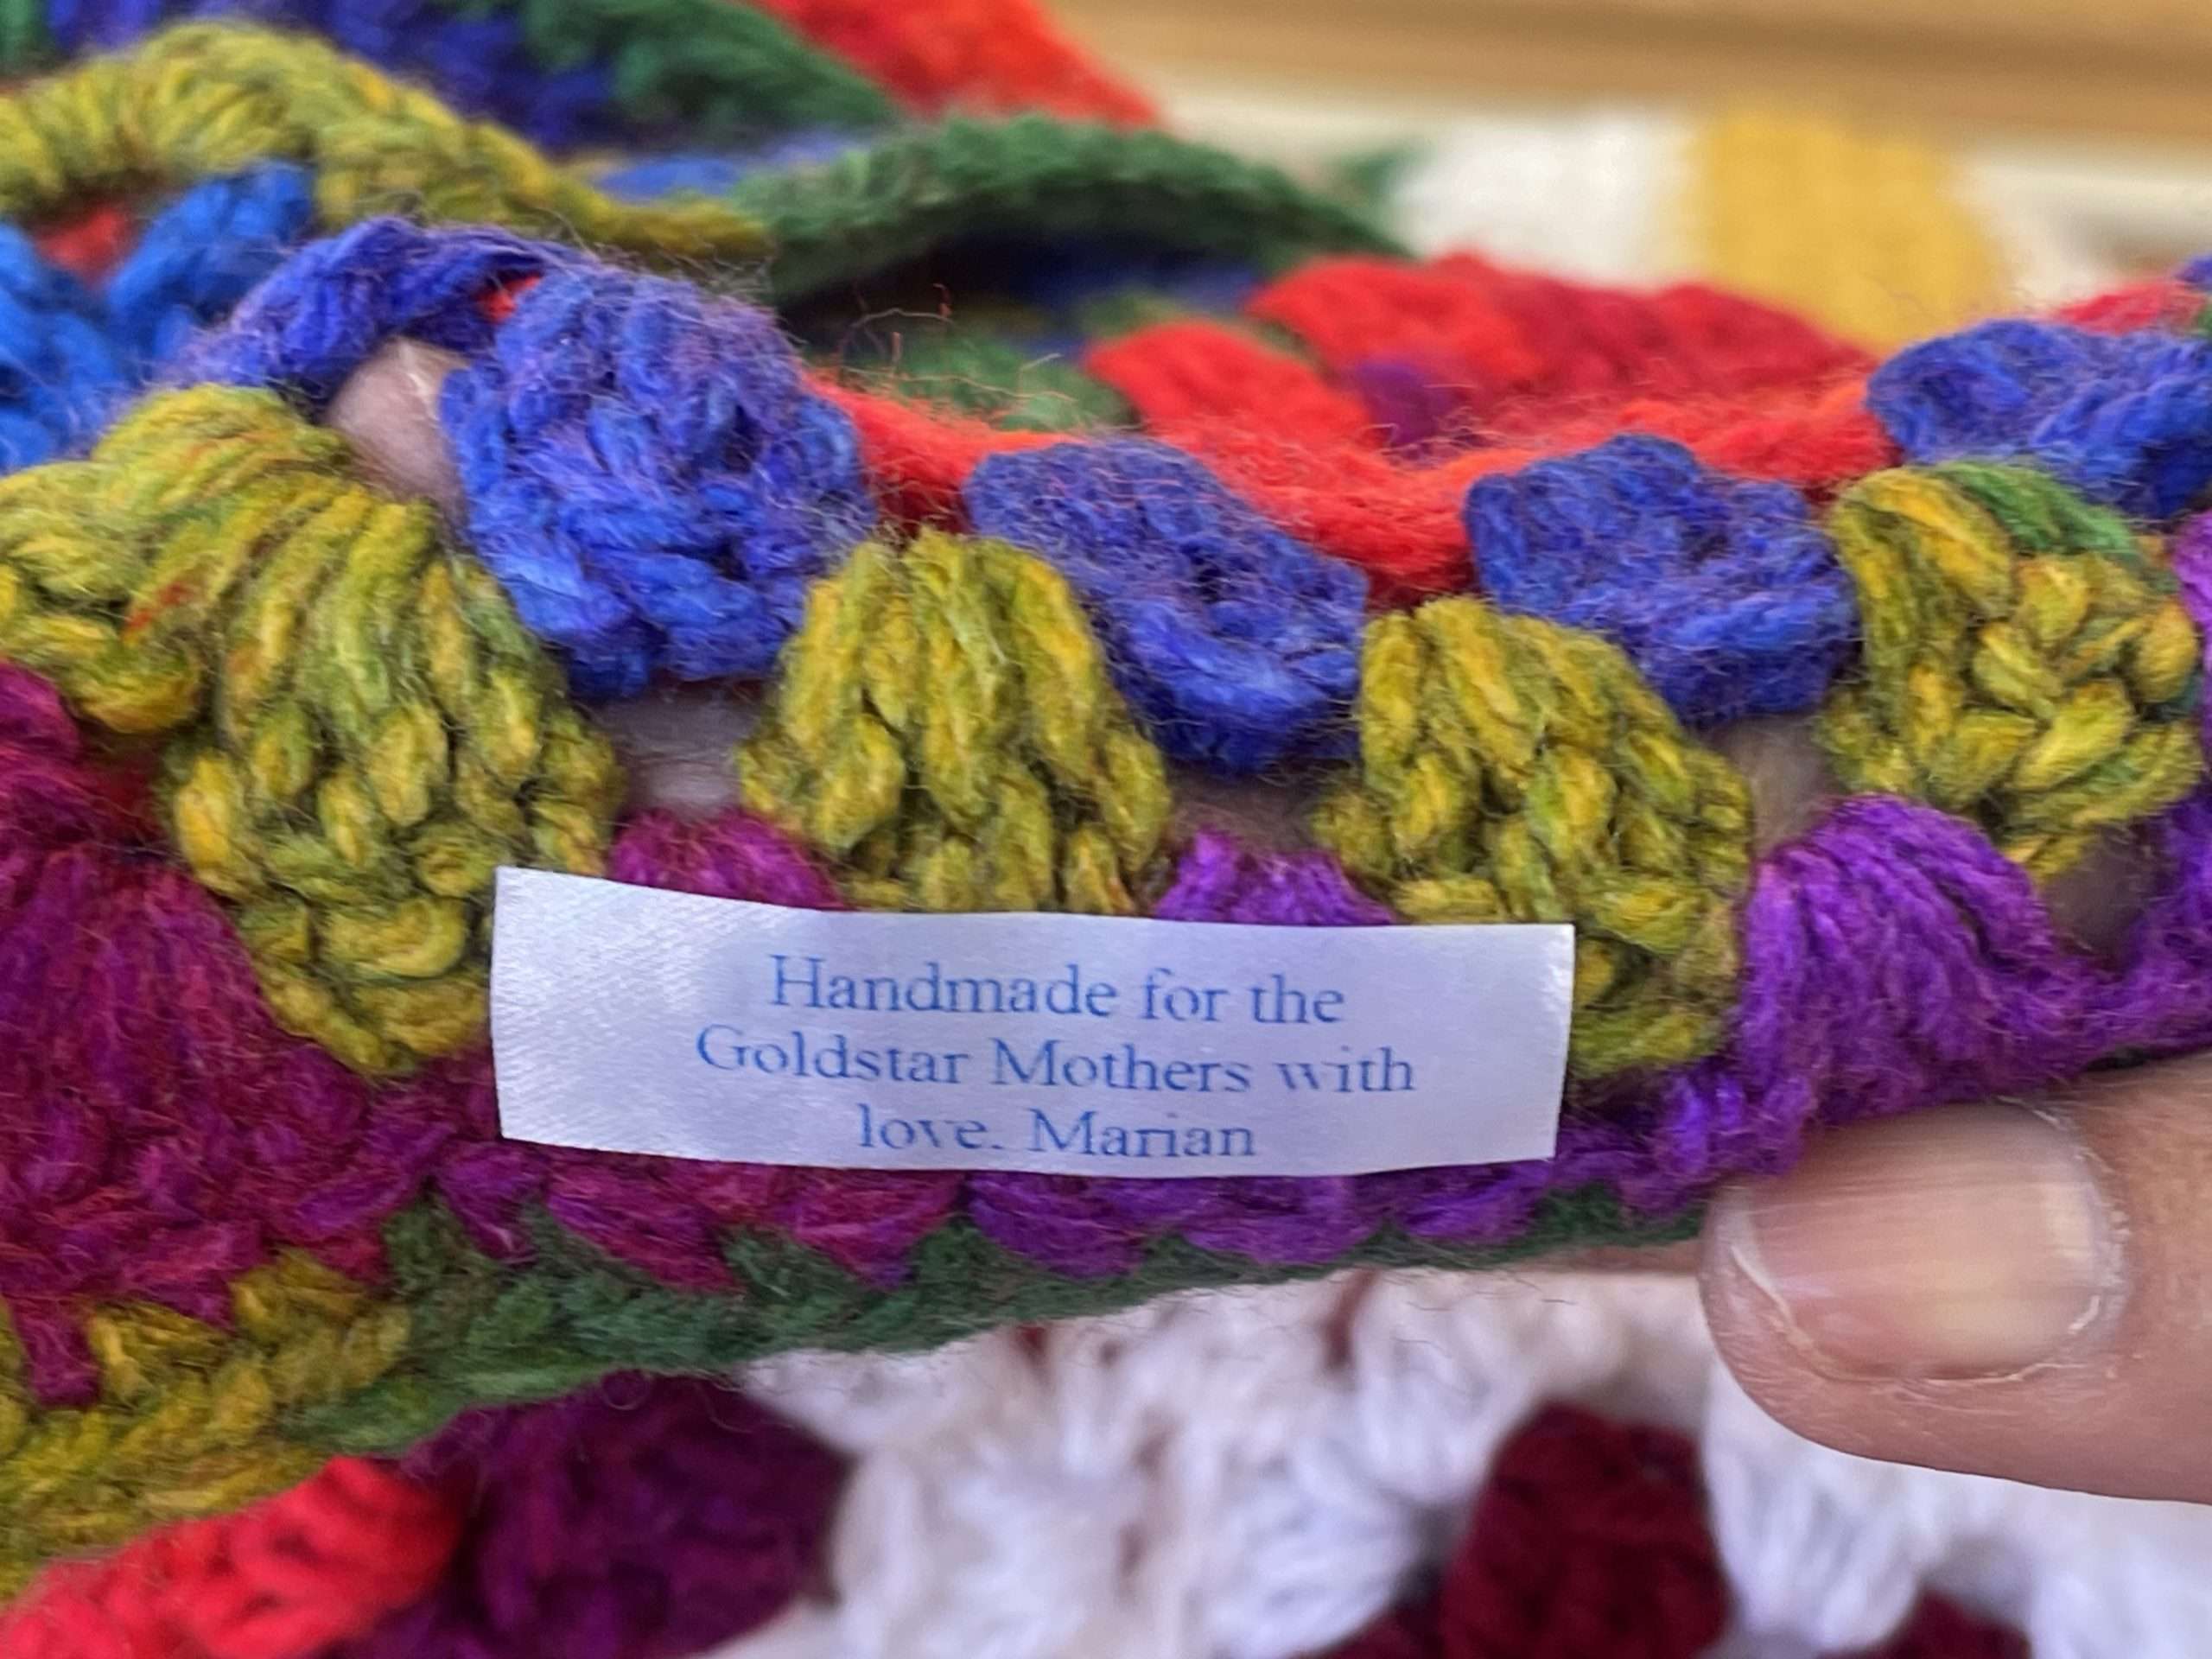 Handmade for the
Goldstar Mothers with
love. Marian